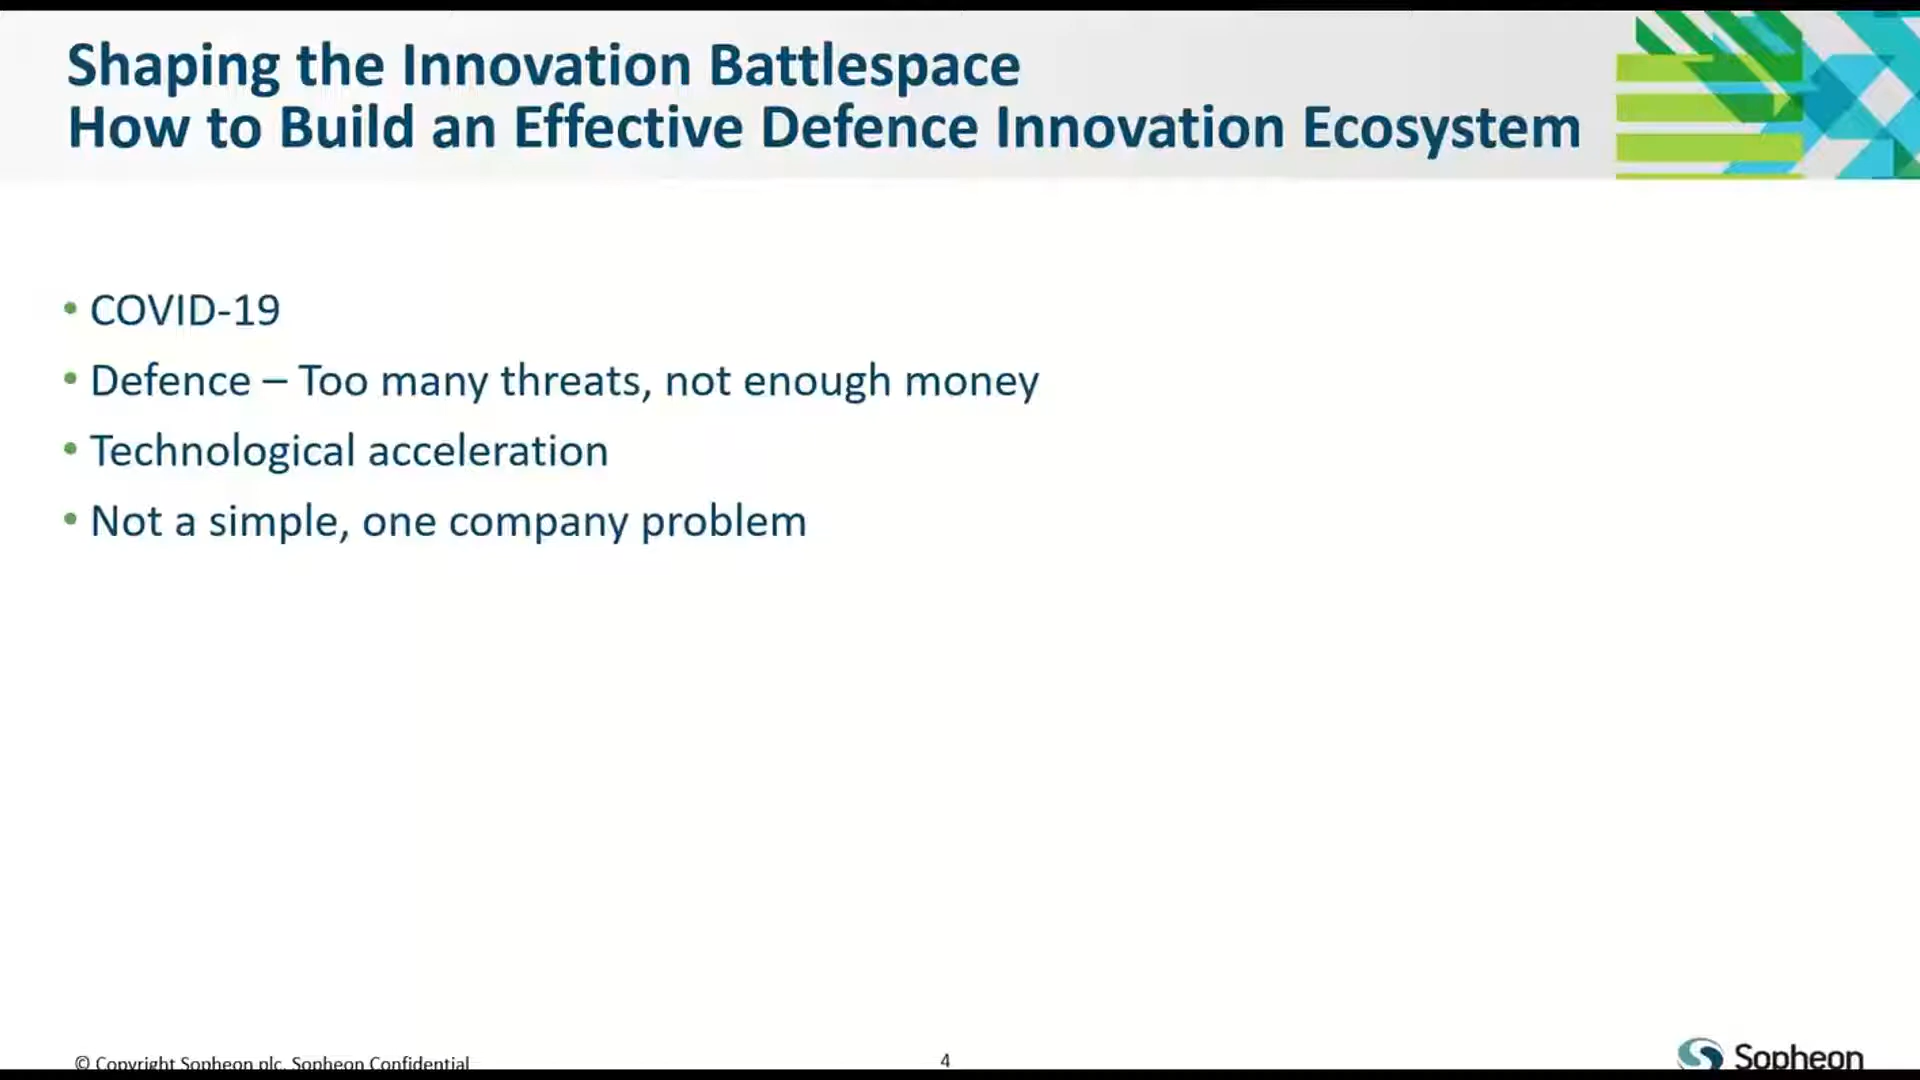 Shaping the Innovation Battlespace
How to Build an Effective Defence Innovation Ecosystem
• COVID-19
• Defence – Too many threats, not enough money
• Technological acceleration
• Not a simple, one company problem
© Copyright Sopheon plc. Sopheon Confidential
4
Sopheon